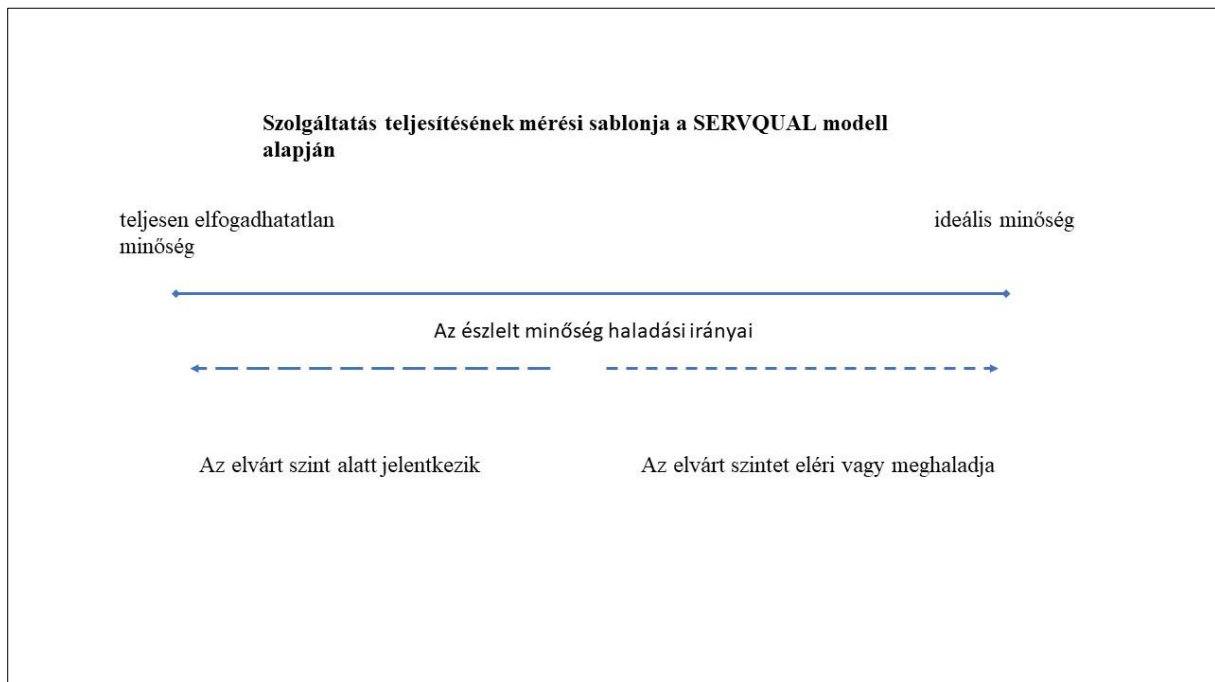 Szolgáltatás teljesítésének mérési sablonja a SERVQUAL modell
alapján
teljesen elfogadhatatlan
minőség
ideális minőség
Az észlelt minőség haladási irányai
Az elvárt szint alatt jelentkezik
Az elvárt szintet eléri vagy meghaladja